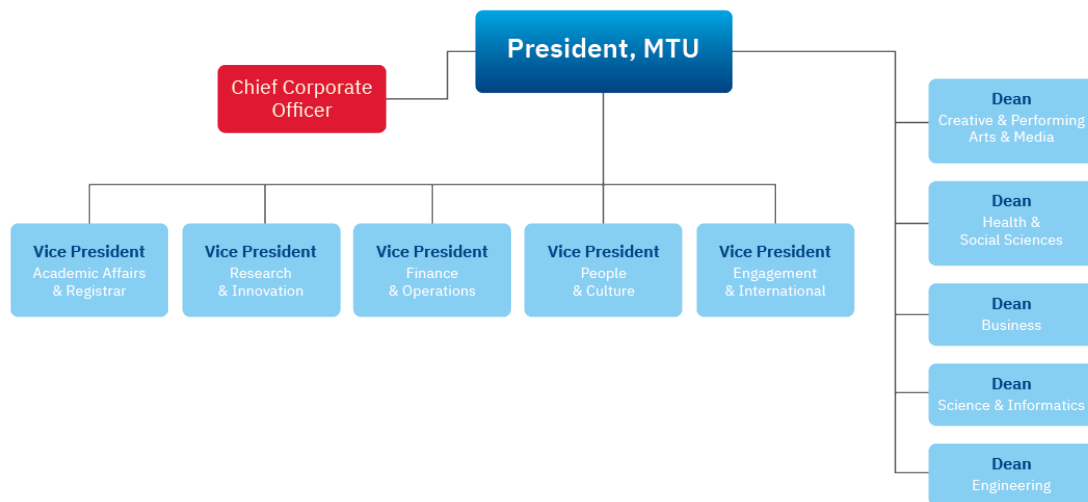 President, MTU
Chief Corporate
Officer
Vice President
Academic Affairs
& Registrar
Vice President
Research
& Innovation
Vice President
Finance
& Operations
Vice President
People
& Culture
Vice President
Engagement
& International
Dean
Creative & Performing
Arts & Media
Dean
Health &
Social Sciences
Dean
Business
Dean
Science & Informatics
Dean
Engineering